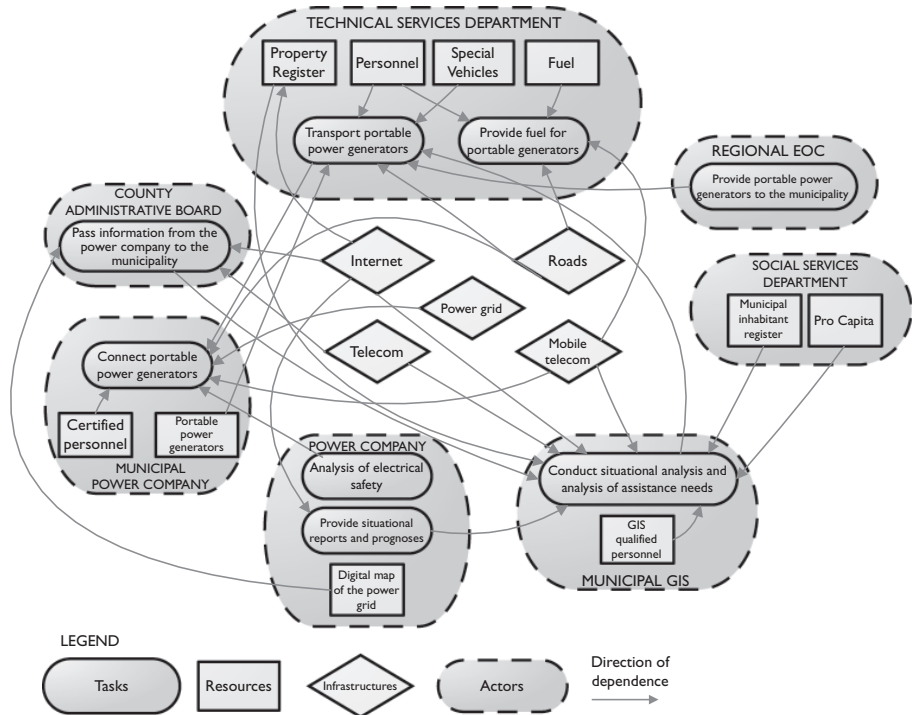 TECHNICAL SERVICES DEPARTMENT
Property
Register
Personnel
Special
Vehicles
Fuel
Transport portable
power generators
Provide fuel for
portable generators
REGIONAL EOC
Provide portable power
generators to the municipality
COUNTY
ADMINISTRATIVE BOARD
Pass information from the
power company to the
municipality
Internet
Roads
SOCIAL SERVICES
DEPARTMENT
Municipal
inhabitant
register
Pro Capita
Power grid
Telecom
Mobile
telecom
Connect portable
power generators
Certified
personnel
Portable
power
generators
MUNICIPAL
POWER COMPANY
POWER COMPANY
Analysis of electrical
safety
Provide situational
reports and prognoses
Digital map
of the power
grid
Conduct situational analysis and
analysis of assistance needs
GIS
qualified
personnel
MUNICIPAL GIS
LEGEND
Tasks
Resources
Infrastructures
Actors
Direction of
dependence